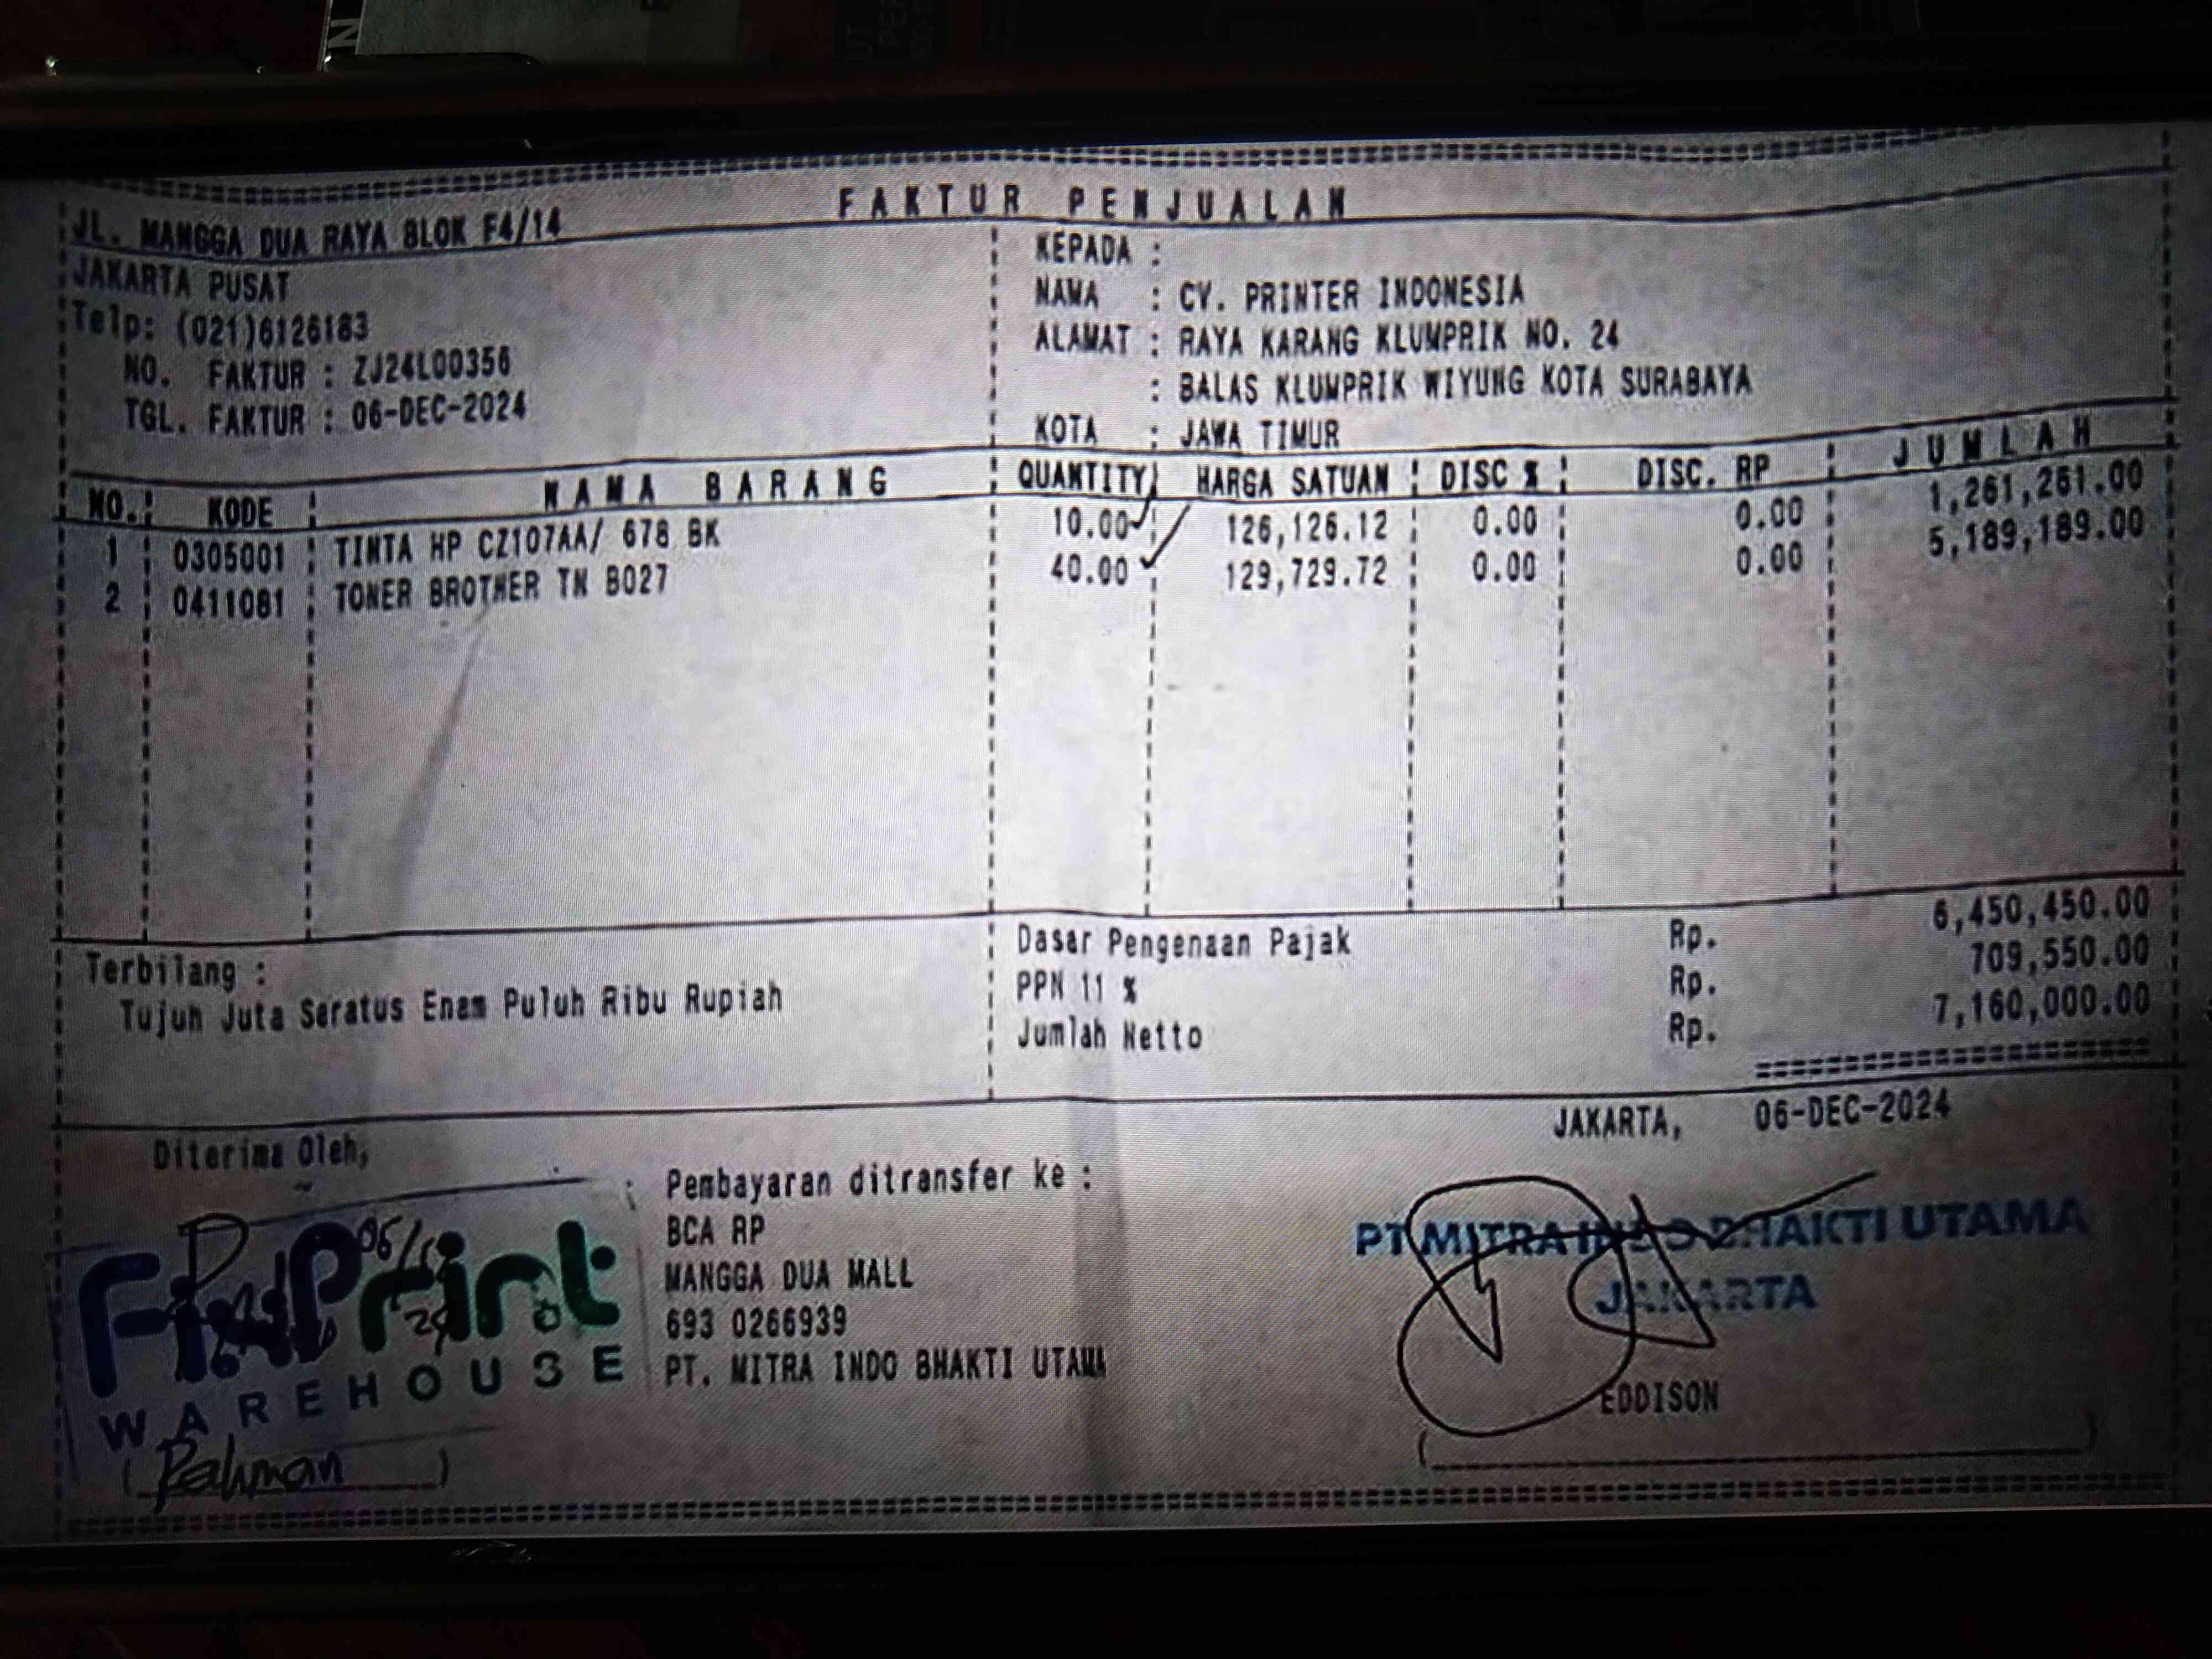 FAKTUR PENJUALAN
JL. MANGGA DUA RAYA BLOK F4/14
JAKARTA PUSAT
Telp: (021)6126183
NO. FAKTUR : ZJ24L00356
TGL. FAKTUR : 06-DEC-2024
KEPADA :
NAMA : CV. PRINTER INDONESIA
ALAMAT : RAYA KARANG KLUMPRIK NO. 24
: BALAS KLUMPRIK WIYUNG KOTA SURABAYA
KOTA : JAWA TIMUR
NO. KODE NAMA BARANG QUANTITY HARGA SATUAN DISC % DISC. RP JUMLAH
1 0305001 TINTA HP CZ107AA/ 678 BK 10.00 126,126.12 0.00 0.00 1,261,261.00
2 0411081 TONER BROTHER TN B027 40.00 129,729.72 0.00 0.00 5,189,189.00
Dasar Pengenaan Pajak Rp. 6,450,450.00
PPN 11 % Rp. 709,550.00
Jumlah Netto Rp. 7,160,000.00
Terbilang :
Tujuh Juta Seratus Enam Puluh Ribu Rupiah
JAKARTA, 06-DEC-2024
Diterima Oleh,
FixPrint
WAREHOUSE
Rahman
Pembayaran ditransfer ke :
BCA RP
MANGGA DUA MALL
693 0266939
PT. MITRA INDO BHAKTI UTAMA
PT MITRA INDO BHAKTI UTAMA
JAKARTA
EDDISON